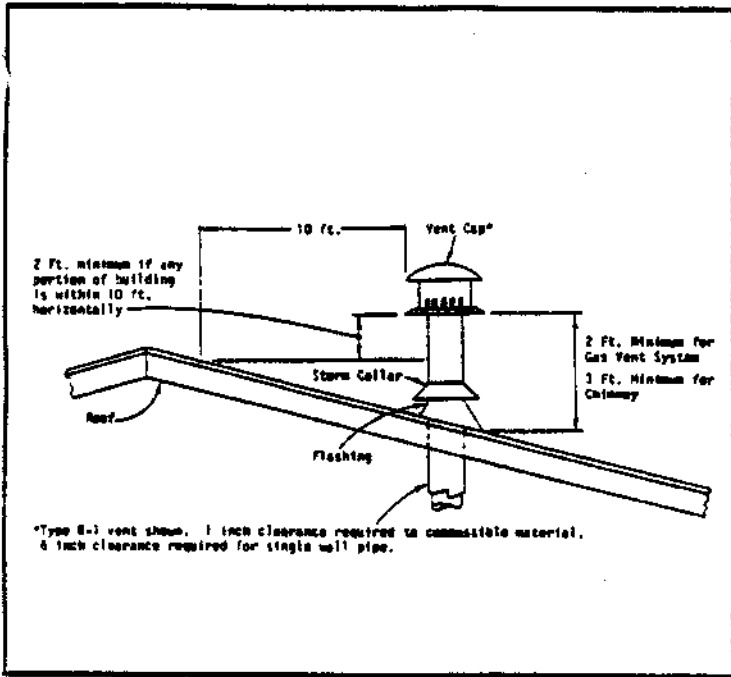 10 ft.
Vent Cap*
2 Ft. minimum if any
portion of building
is within 10 ft.
horizontally
2 Ft. Minimum for
Gas Vent System
3 Ft. Minimum for
Chimney
Storm Collar
Roof
Flashing
*Type B-1 vent shown. 1 inch clearance required to combustible material.
6 inch clearance required for single wall pipe.